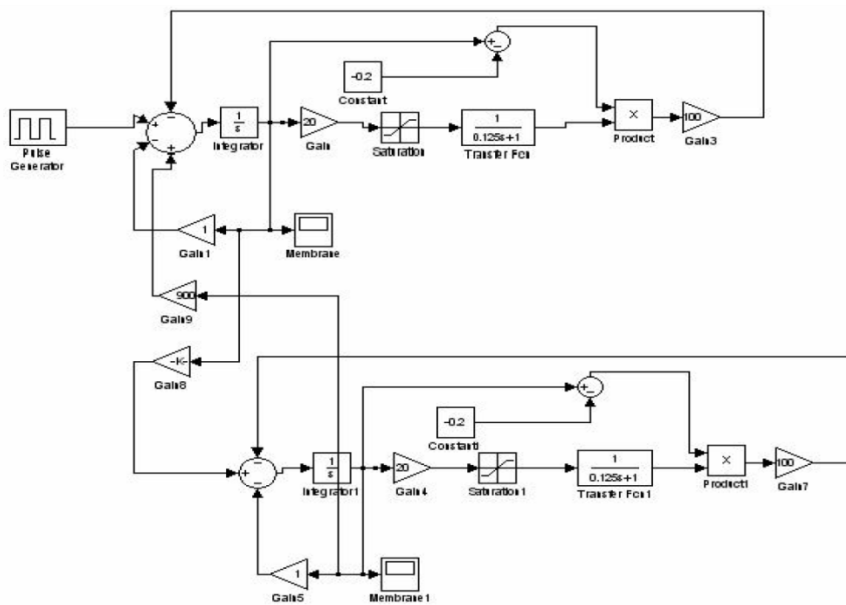 -0.2
Constant
1
s
Integrator
20
Gain
Saturation
1
0.125s+1
Transfer Fcn
×
Product
100
Gain3
Pulse
Generator
1
Gain1
Membrane
900
Gain9
-K-
Gain8
-0.2
Constant1
1
s
Integrator1
20
Gain4
Saturation1
1
0.125s+1
Transfer Fcn1
×
Product1
100
Gain7
1
Gain5
Membrane1